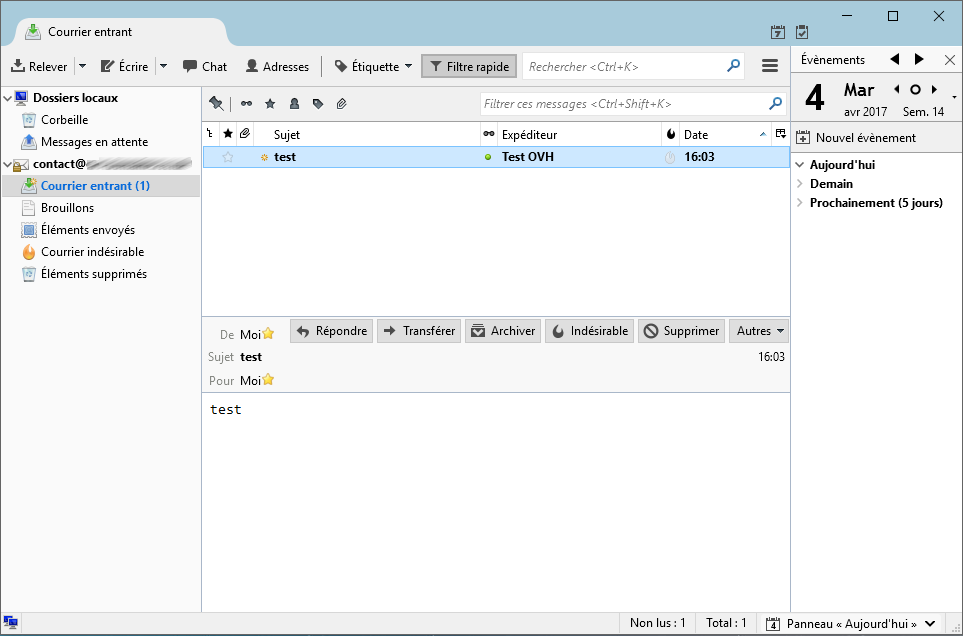 Courrier entrant
7
Relever Écrire Chat Adresses Étiquette Filtre rapide Rechercher <Ctrl+K>
Filtrer ces messages <Ctrl+Shift+K>
Dossiers locaux
Corbeille
Messages en attente
contact@
Courrier entrant (1)
Brouillons
Éléments envoyés
Courrier indésirable
Éléments supprimés
Sujet Expéditeur Date
test Test OVH 16:03
De Moi Répondre Transférer Archiver Indésirable Supprimer Autres
Sujet test 16:03
Pour Moi
test
Évènements
4 Mar
avr 2017 Sem. 14
Nouvel évènement
Aujourd'hui
Demain
Prochainement (5 jours)
Non lus : 1 Total : 1 4 Panneau « Aujourd'hui »